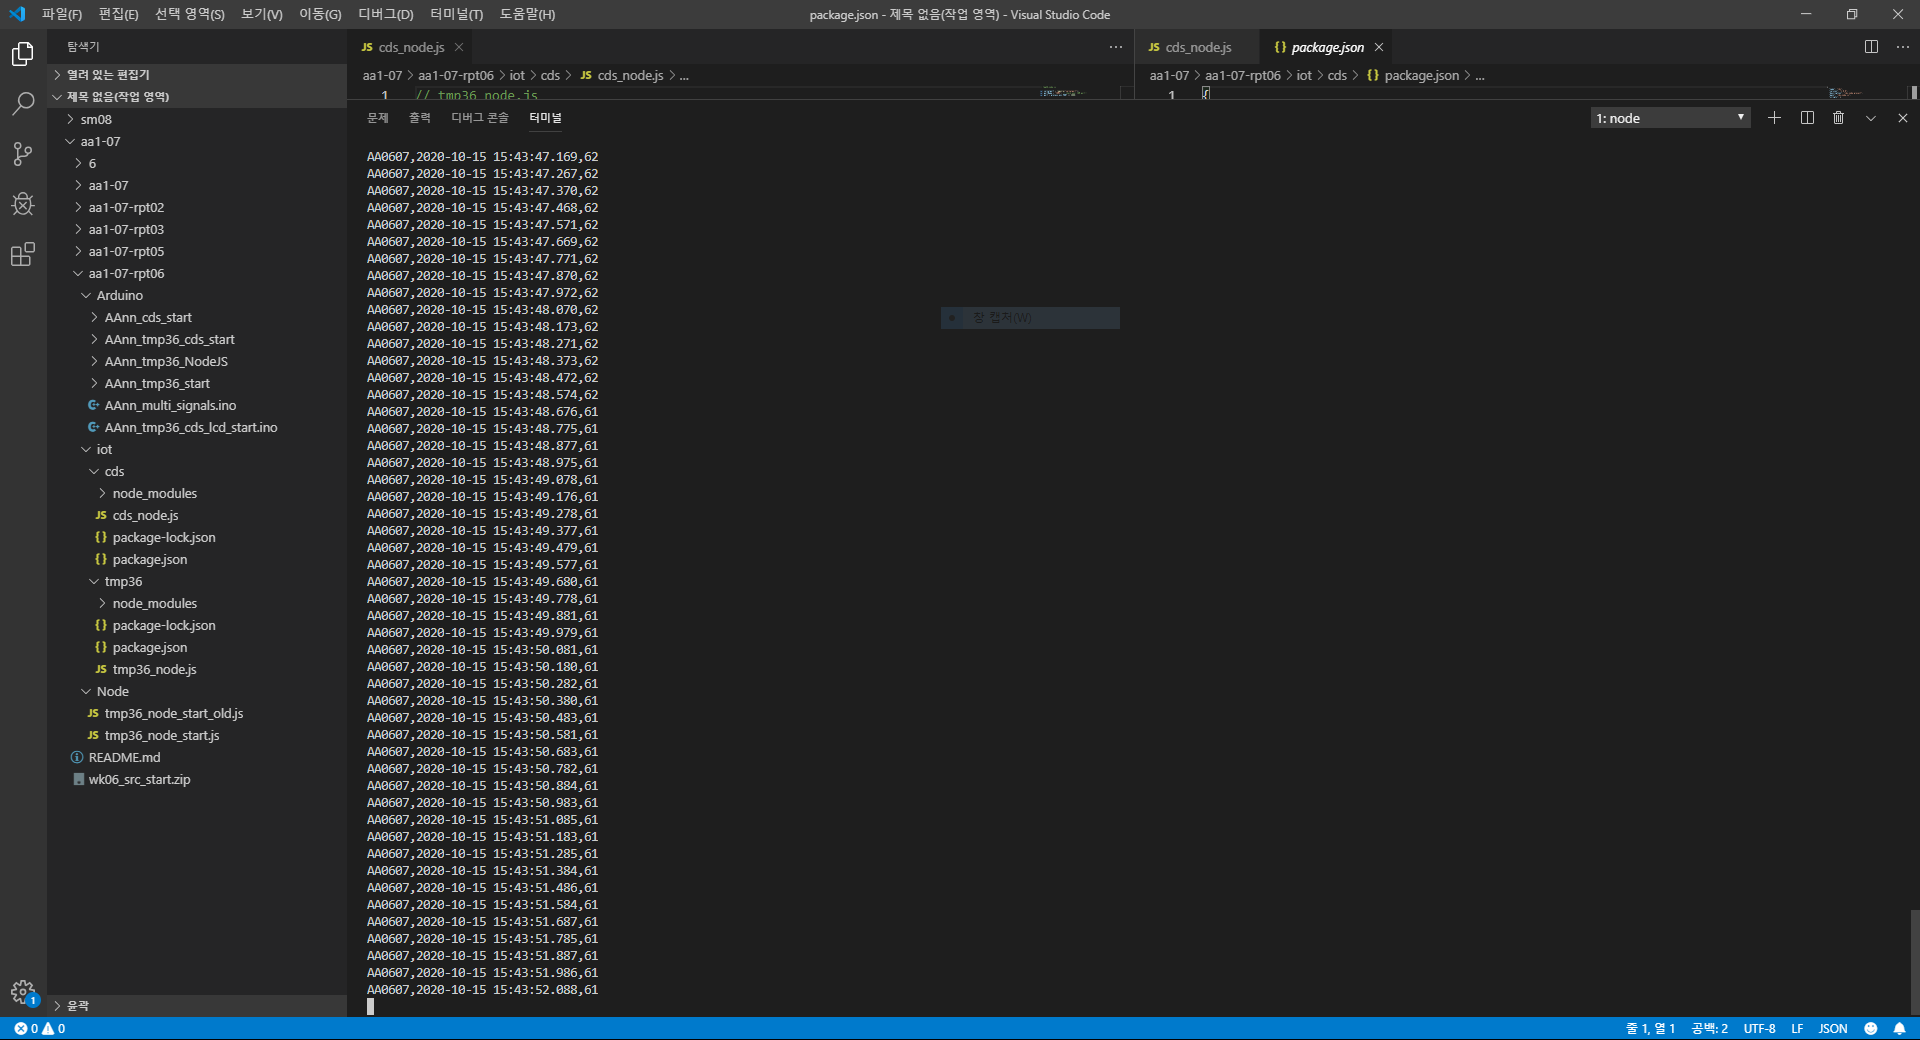 파일(F) 편집(E) 선택 영역(S) 보기(V) 이동(G) 디버그(D) 터미널(T) 도움말(H)
package.json - 제목 없음(작업 영역) - Visual Studio Code
탐색기
열려 있는 편집기
제목 없음(작업 영역)
sm08
aa1-07
6
aa1-07
aa1-07-rpt02
aa1-07-rpt03
aa1-07-rpt05
aa1-07-rpt06
Arduino
AAnn_cds_start
AAnn_tmp36_cds_start
AAnn_tmp36_NodeJS
AAnn_tmp36_start
AAnn_multi_signals.ino
AAnn_tmp36_cds_lcd_start.ino
iot
cds
node_modules
JS cds_node.js
{} package-lock.json
{} package.json
tmp36
node_modules
{} package-lock.json
{} package.json
JS tmp36_node.js
Node
JS tmp36_node_start_old.js
JS tmp36_node_start.js
README.md
wk06_src_start.zip
윤곽
1
JS cds_node.js
aa1-07 > aa1-07-rpt06 > iot > cds > JS cds_node.js > ...
1 // tmp36_node.js
JS cds_node.js {} package.json
aa1-07 > aa1-07-rpt06 > iot > cds > {} package.json > ...
1 {
문제 출력 디버그 콘솔 터미널
1: node
AA0607,2020-10-15 15:43:47.169,62
AA0607,2020-10-15 15:43:47.267,62
AA0607,2020-10-15 15:43:47.370,62
AA0607,2020-10-15 15:43:47.468,62
AA0607,2020-10-15 15:43:47.571,62
AA0607,2020-10-15 15:43:47.669,62
AA0607,2020-10-15 15:43:47.771,62
AA0607,2020-10-15 15:43:47.870,62
AA0607,2020-10-15 15:43:47.972,62
AA0607,2020-10-15 15:43:48.070,62
AA0607,2020-10-15 15:43:48.173,62
AA0607,2020-10-15 15:43:48.271,62
AA0607,2020-10-15 15:43:48.373,62
AA0607,2020-10-15 15:43:48.472,62
AA0607,2020-10-15 15:43:48.574,62
AA0607,2020-10-15 15:43:48.676,61
AA0607,2020-10-15 15:43:48.775,61
AA0607,2020-10-15 15:43:48.877,61
AA0607,2020-10-15 15:43:48.975,61
AA0607,2020-10-15 15:43:49.078,61
AA0607,2020-10-15 15:43:49.176,61
AA0607,2020-10-15 15:43:49.278,61
AA0607,2020-10-15 15:43:49.377,61
AA0607,2020-10-15 15:43:49.479,61
AA0607,2020-10-15 15:43:49.577,61
AA0607,2020-10-15 15:43:49.680,61
AA0607,2020-10-15 15:43:49.778,61
AA0607,2020-10-15 15:43:49.881,61
AA0607,2020-10-15 15:43:49.979,61
AA0607,2020-10-15 15:43:50.081,61
AA0607,2020-10-15 15:43:50.180,61
AA0607,2020-10-15 15:43:50.282,61
AA0607,2020-10-15 15:43:50.380,61
AA0607,2020-10-15 15:43:50.483,61
AA0607,2020-10-15 15:43:50.581,61
AA0607,2020-10-15 15:43:50.683,61
AA0607,2020-10-15 15:43:50.782,61
AA0607,2020-10-15 15:43:50.884,61
AA0607,2020-10-15 15:43:50.983,61
AA0607,2020-10-15 15:43:51.085,61
AA0607,2020-10-15 15:43:51.183,61
AA0607,2020-10-15 15:43:51.285,61
AA0607,2020-10-15 15:43:51.384,61
AA0607,2020-10-15 15:43:51.486,61
AA0607,2020-10-15 15:43:51.584,61
AA0607,2020-10-15 15:43:51.687,61
AA0607,2020-10-15 15:43:51.785,61
AA0607,2020-10-15 15:43:51.887,61
AA0607,2020-10-15 15:43:51.986,61
AA0607,2020-10-15 15:43:52.088,61
창 캡처(W)
0 0
줄 1, 열 1 공백: 2 UTF-8 LF JSON